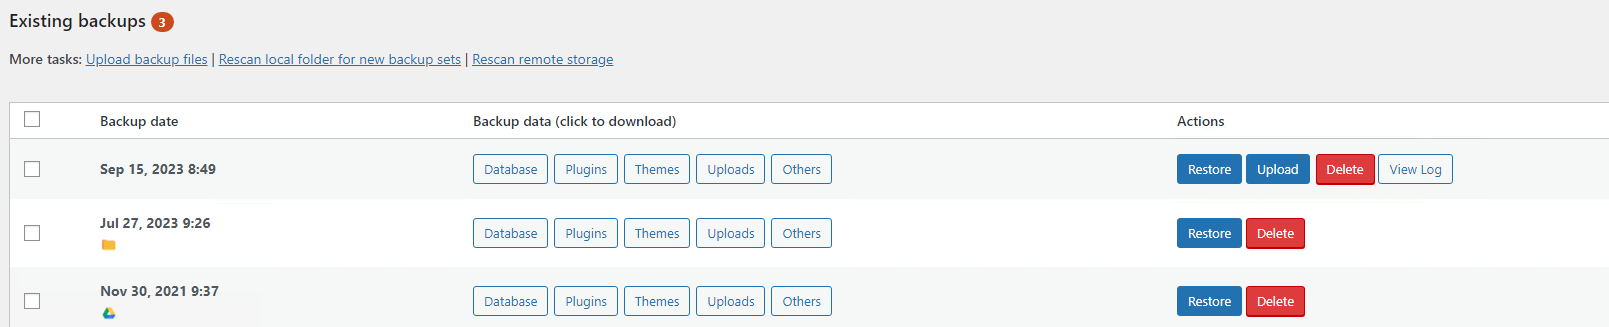 Existing backups 3
More tasks: Upload backup files | Rescan local folder for new backup sets | Rescan remote storage
Backup date Backup data (click to download) Actions
Sep 15, 2023 8:49 Database Plugins Themes Uploads Others Restore Upload Delete View Log
Jul 27, 2023 9:26 Database Plugins Themes Uploads Others Restore Delete
Nov 30, 2021 9:37 Database Plugins Themes Uploads Others Restore Delete